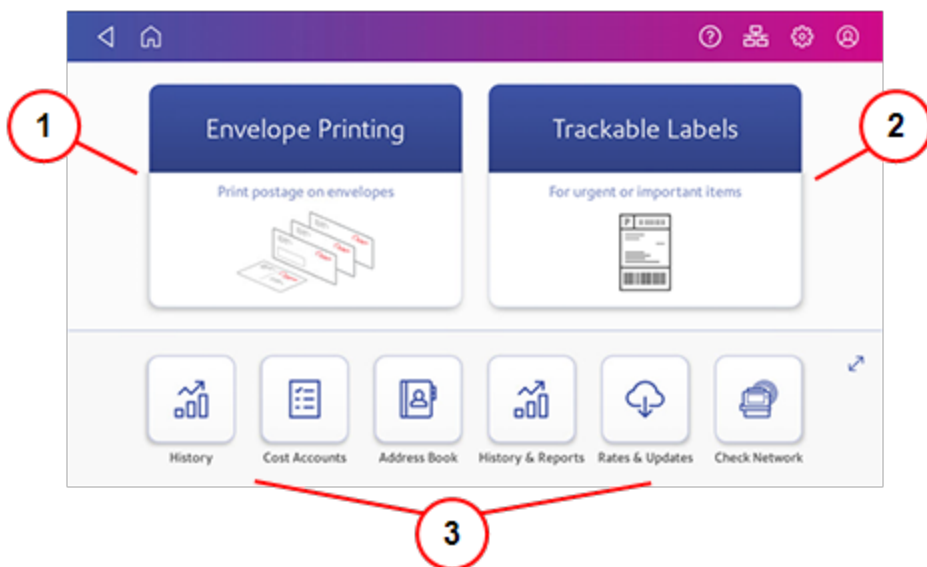 1
2
Envelope Printing
Print postage on envelopes
Trackable Labels
For urgent or important items
P
History
Cost Accounts
Address Book
History & Reports
Rates & Updates
Check Network
3